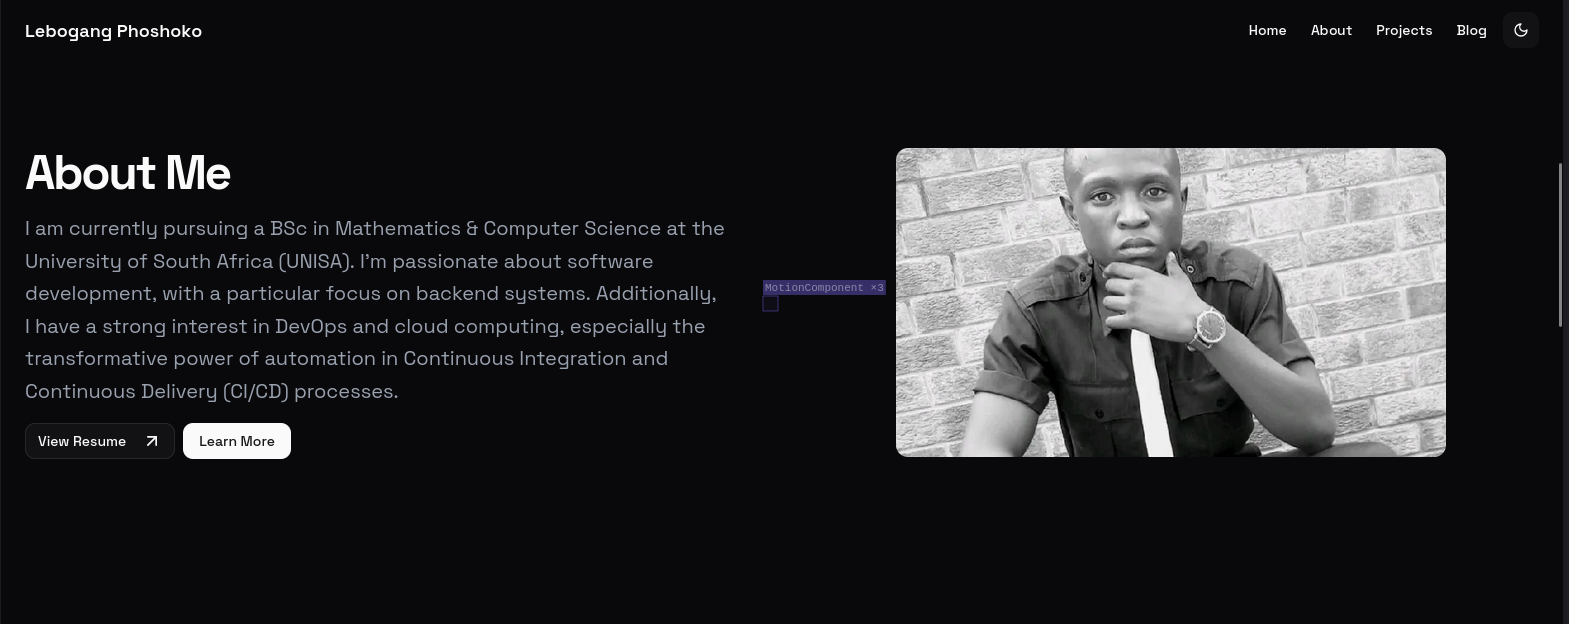 Lebogang Phoshoko
Home About Projects Blog
About Me
I am currently pursuing a BSc in Mathematics & Computer Science at the
University of South Africa (UNISA). I'm passionate about software
development, with a particular focus on backend systems. Additionally,
I have a strong interest in DevOps and cloud computing, especially the
transformative power of automation in Continuous Integration and
Continuous Delivery (CI/CD) processes.
View Resume Learn More
MotionComponent ×3